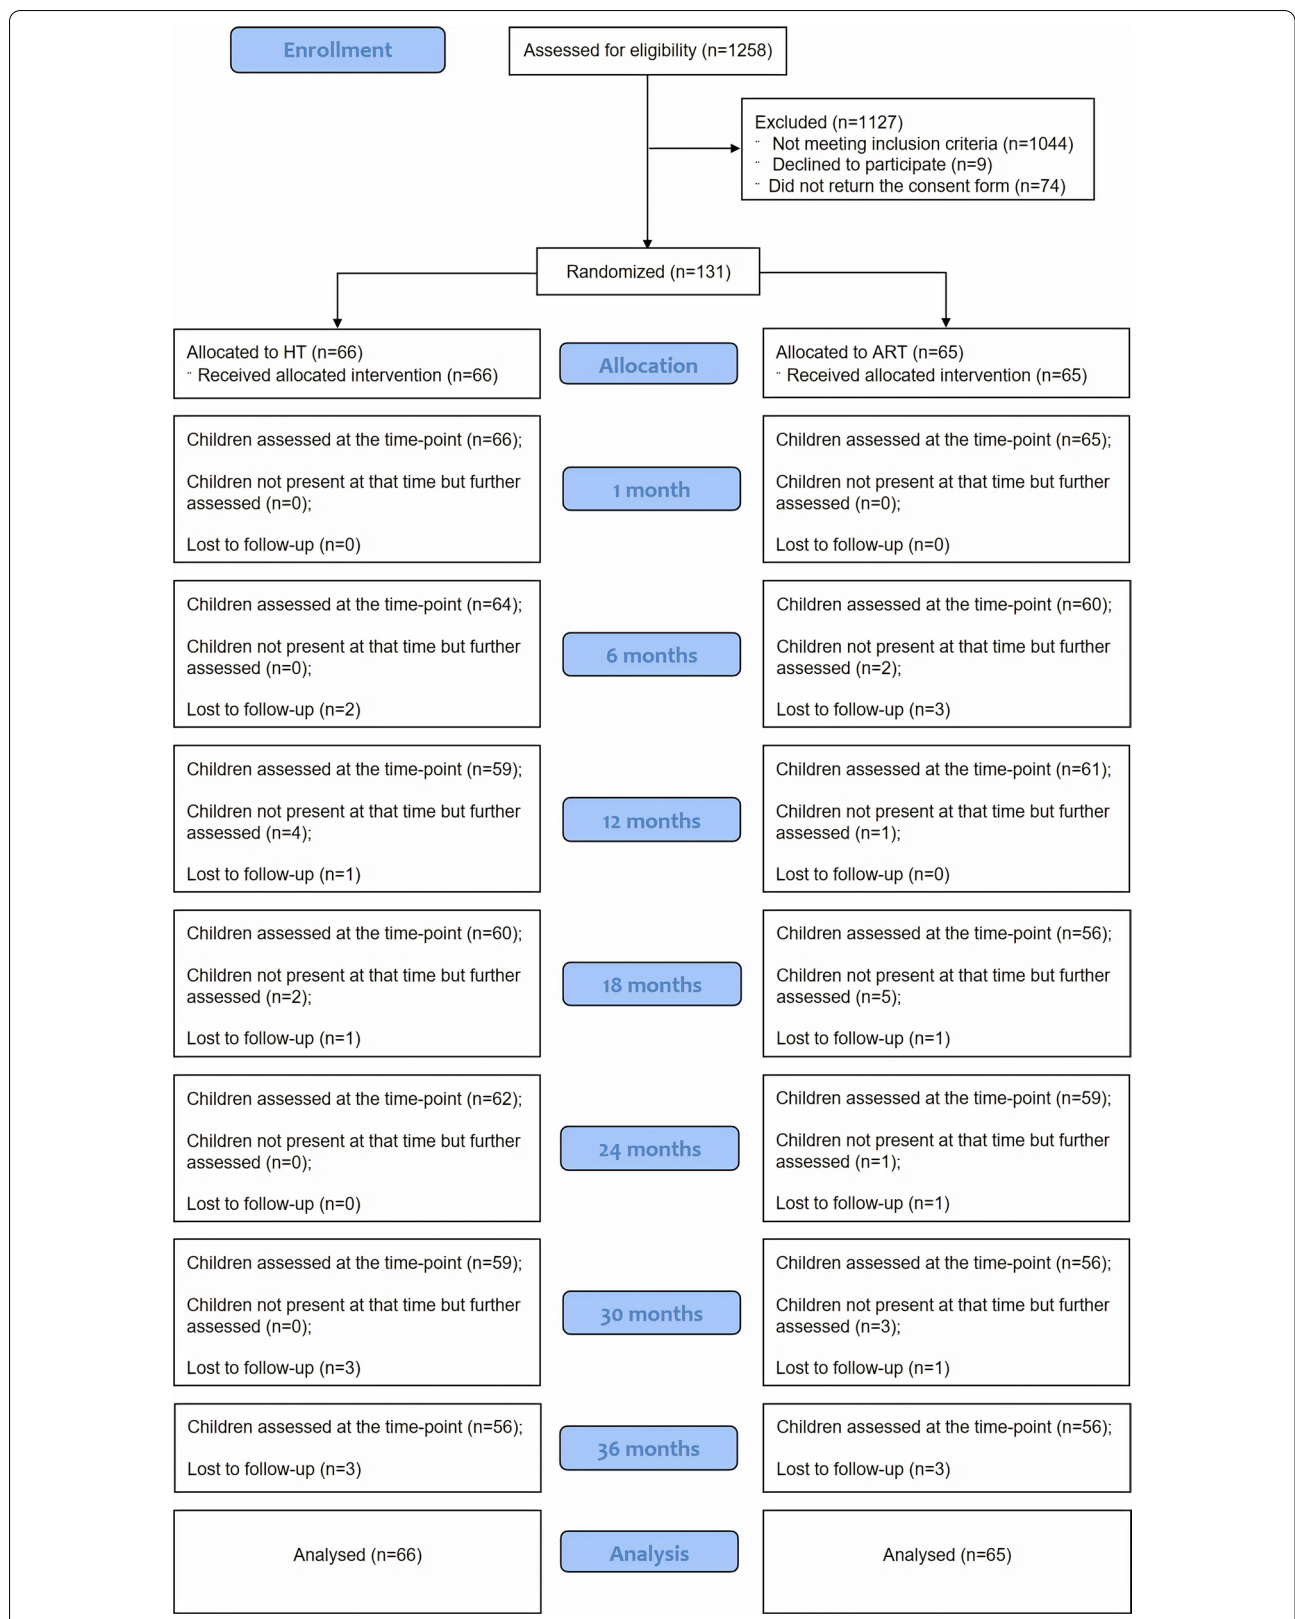 Enrollment
Assessed for eligibility (n=1258)
Excluded (n=1127)
¨ Not meeting inclusion criteria (n=1044)
¨ Declined to participate (n=9)
¨ Did not return the consent form (n=74)
Randomized (n=131)
Allocated to HT (n=66)
¨ Received allocated intervention (n=66)
Allocation
Allocated to ART (n=65)
¨ Received allocated intervention (n=65)
Children assessed at the time-point (n=66);
Children not present at that time but further
assessed (n=0);
Lost to follow-up (n=0)
1 month
Children assessed at the time-point (n=65);
Children not present at that time but further
assessed (n=0);
Lost to follow-up (n=0)
Children assessed at the time-point (n=64);
Children not present at that time but further
assessed (n=0);
Lost to follow-up (n=2)
6 months
Children assessed at the time-point (n=60);
Children not present at that time but further
assessed (n=2);
Lost to follow-up (n=3)
Children assessed at the time-point (n=59);
Children not present at that time but further
assessed (n=4);
Lost to follow-up (n=1)
12 months
Children assessed at the time-point (n=61);
Children not present at that time but further
assessed (n=1);
Lost to follow-up (n=0)
Children assessed at the time-point (n=60);
Children not present at that time but further
assessed (n=2);
Lost to follow-up (n=1)
18 months
Children assessed at the time-point (n=56);
Children not present at that time but further
assessed (n=5);
Lost to follow-up (n=1)
Children assessed at the time-point (n=62);
Children not present at that time but further
assessed (n=0);
Lost to follow-up (n=0)
24 months
Children assessed at the time-point (n=59);
Children not present at that time but further
assessed (n=1);
Lost to follow-up (n=1)
Children assessed at the time-point (n=59);
Children not present at that time but further
assessed (n=0);
Lost to follow-up (n=3)
30 months
Children assessed at the time-point (n=56);
Children not present at that time but further
assessed (n=3);
Lost to follow-up (n=1)
Children assessed at the time-point (n=56);
Lost to follow-up (n=3)
36 months
Children assessed at the time-point (n=56);
Lost to follow-up (n=3)
Analysed (n=66)
Analysis
Analysed (n=65)